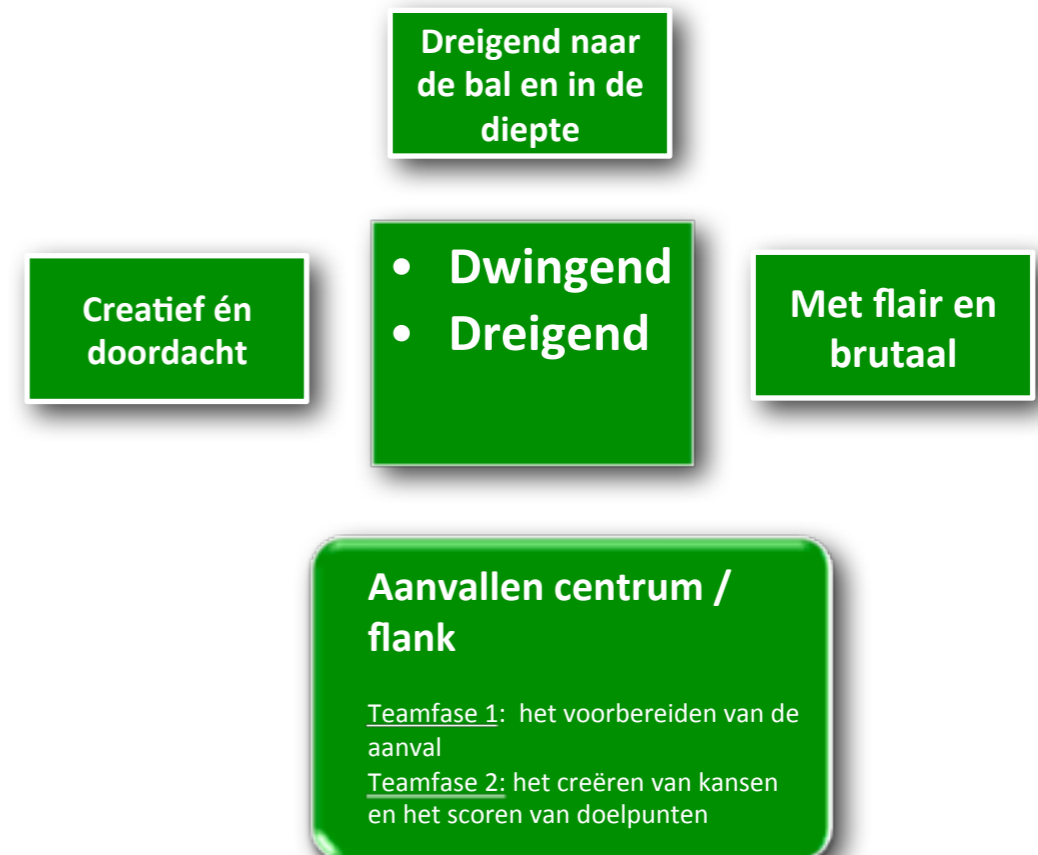 Dreigend naar
de bal en in de
diepte
Creatief én
doordacht
• Dwingend
• Dreigend
Met flair en
brutaal
Aanvallen centrum /
flank
Teamfase 1:  het voorbereiden van de
aanval
Teamfase 2: het creëren van kansen
en het scoren van doelpunten